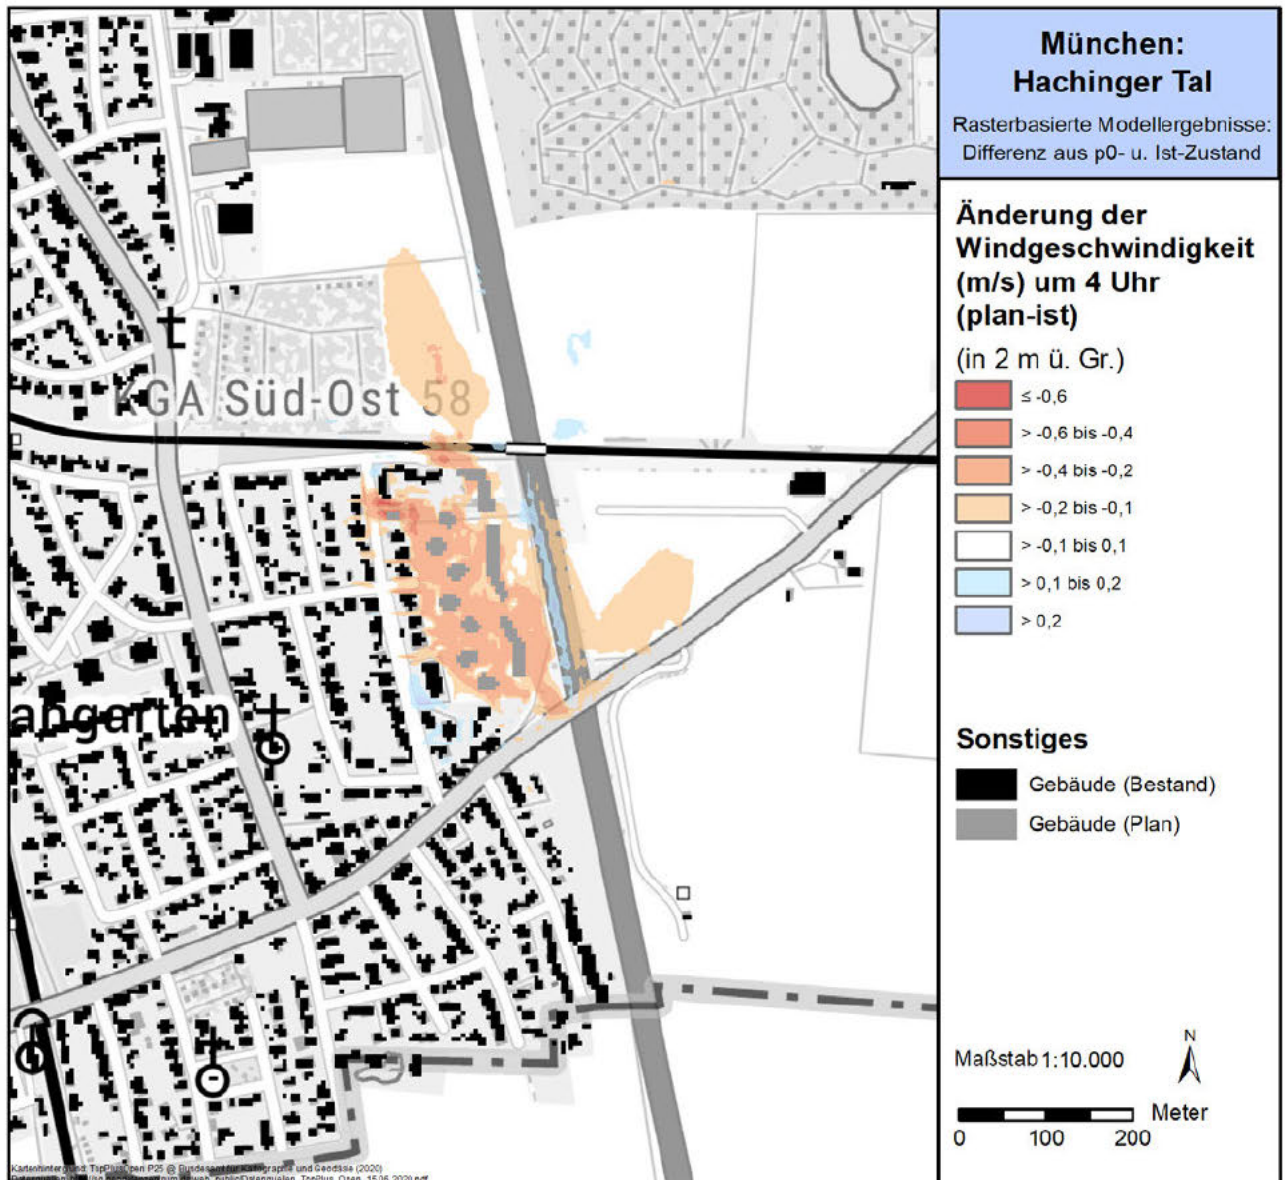 München:
Hachinger Tal
Rasterbasierte Modellergebnisse:
Differenz aus p0- u. Ist-Zustand
Änderung der
Windgeschwindigkeit
(m/s) um 4 Uhr
(plan-ist)
(in 2 m ü. Gr.)
≤ -0,6
> -0,6 bis -0,4
> -0,4 bis -0,2
> -0,2 bis -0,1
> -0,1 bis 0,1
> 0,1 bis 0,2
> 0,2
Sonstiges
Gebäude (Bestand)
Gebäude (Plan)
Maßstab 1:10.000
N
Meter
0 100 200
KGA Süd-Ost 58
angarten
Kartenhintergrund: TopPlusOpen P25 @ Bundesamt für Kartographie und Geodäsie (2020)